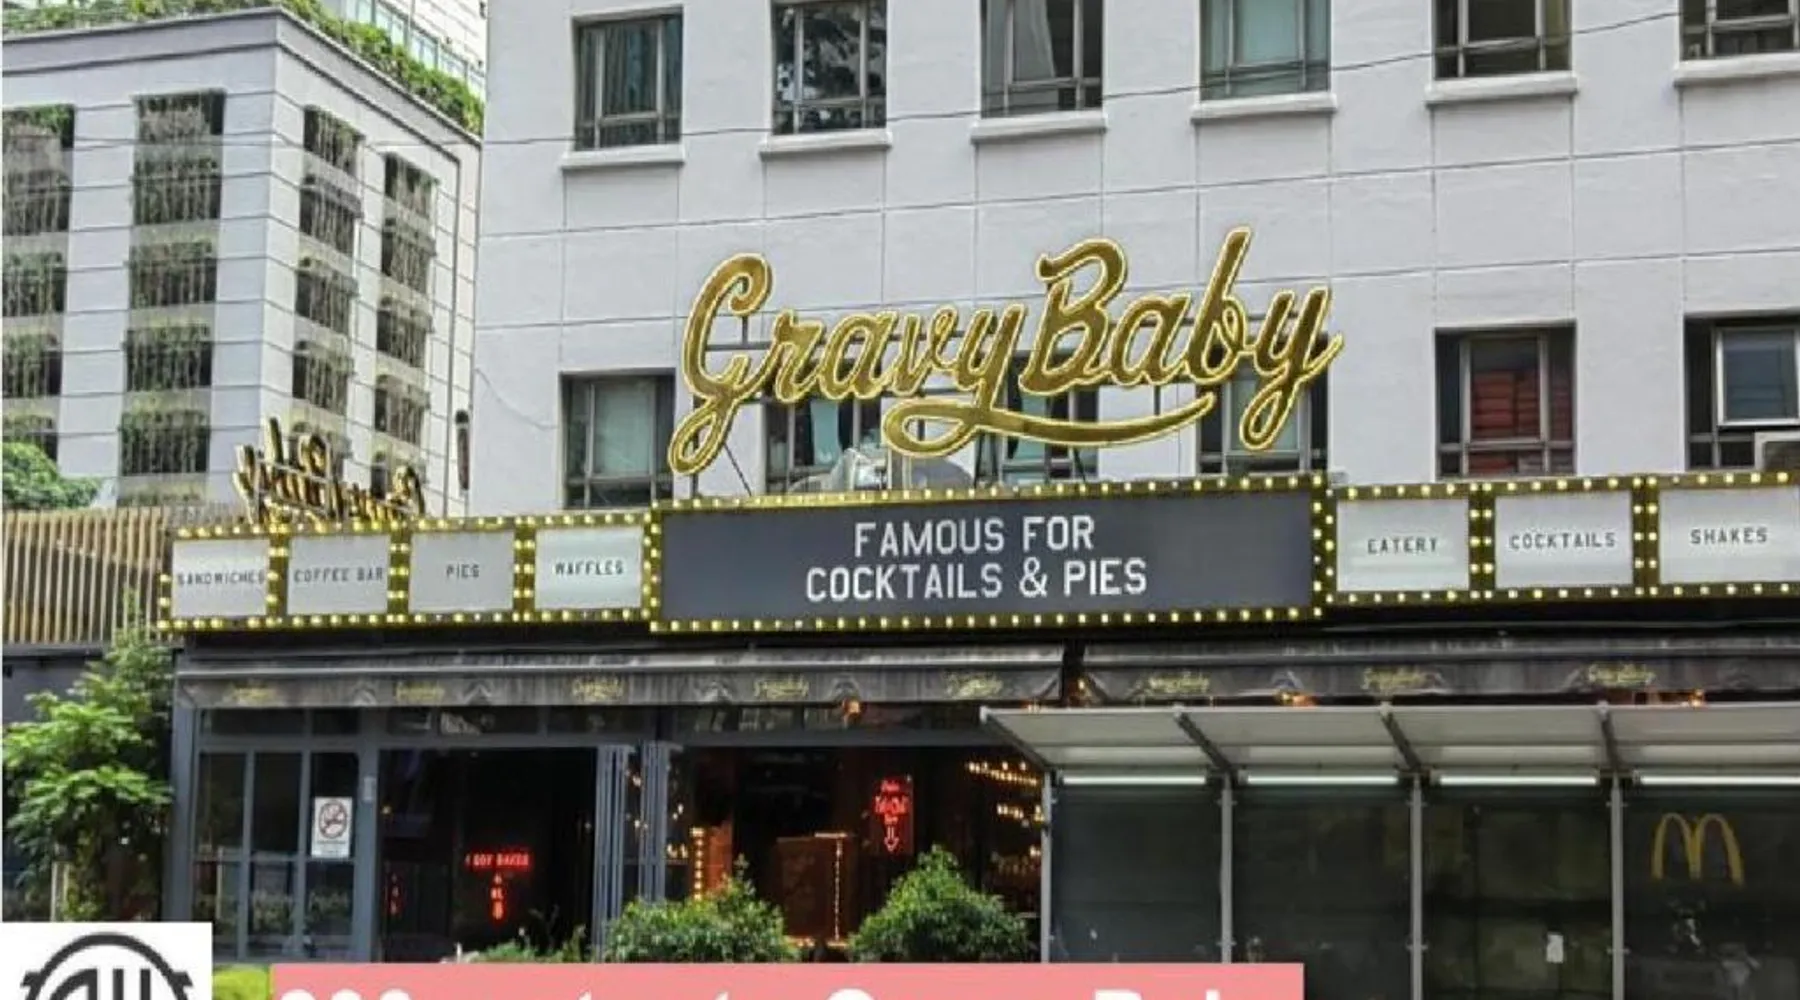 GravyBaby
SANDWICHES
COFFEE BAR
PIES
WAFFLES
FAMOUS FOR
COCKTAILS & PIES
EATERY
COCKTAILS
SHAKES